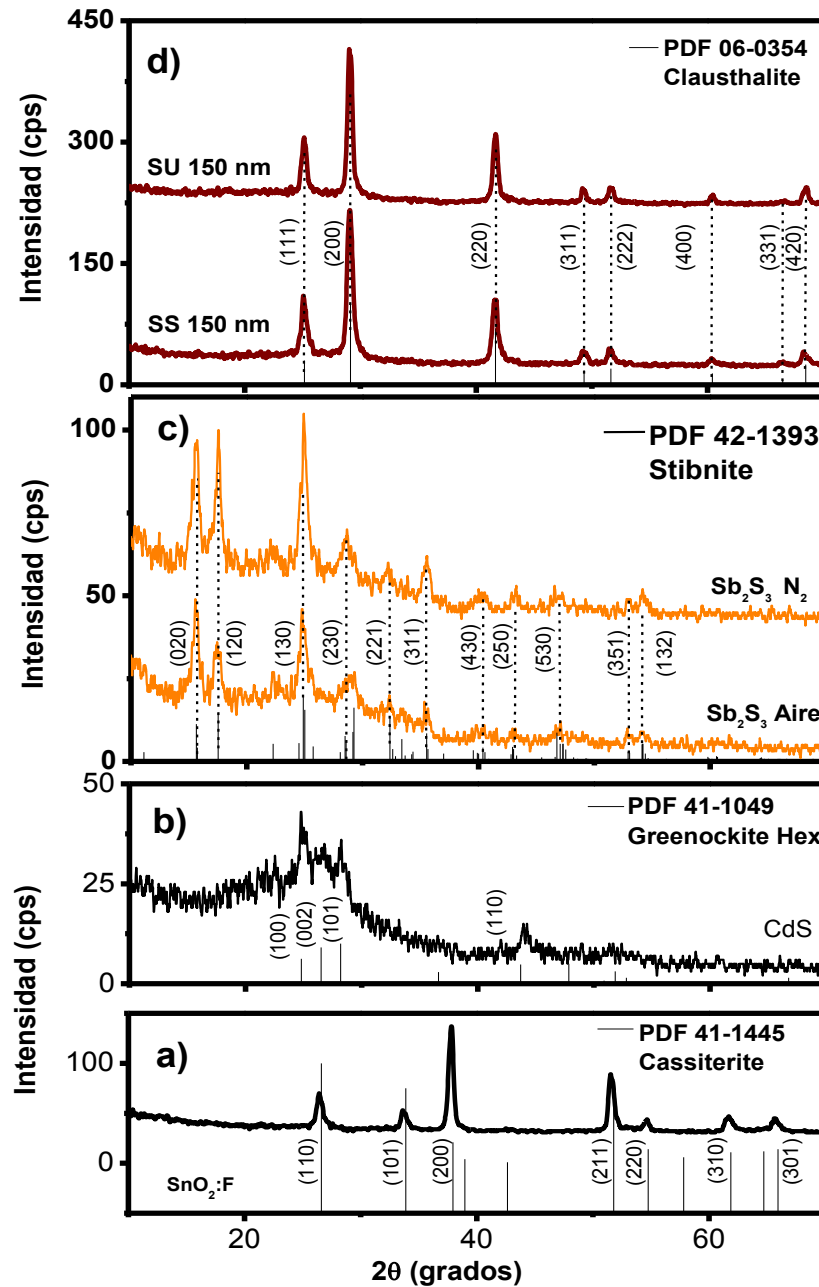 450
300
150
0
Intensidad (cps)
d)
PDF 06-0354
Clausthalite
SU 150 nm
SS 150 nm
(111)
(200)
(220)
(311)
(222)
(400)
(331)
(420)
100
50
0
Intensidad (cps)
c)
PDF 42-1393
Stibnite
Sb₂S₃ N₂
Sb₂S₃ Aire
(020)
(120)
(130)
(230)
(221)
(311)
(430)
(250)
(530)
(351)
(132)
50
25
0
Intensidad (cps)
b)
PDF 41-1049
Greenockite Hex
CdS
(100)
(002)
(101)
(110)
100
0
a)
PDF 41-1445
Cassiterite
SnO₂:F
(110)
(101)
(200)
(211)
(220)
(310)
(301)
20
40
60
2θ (grados)